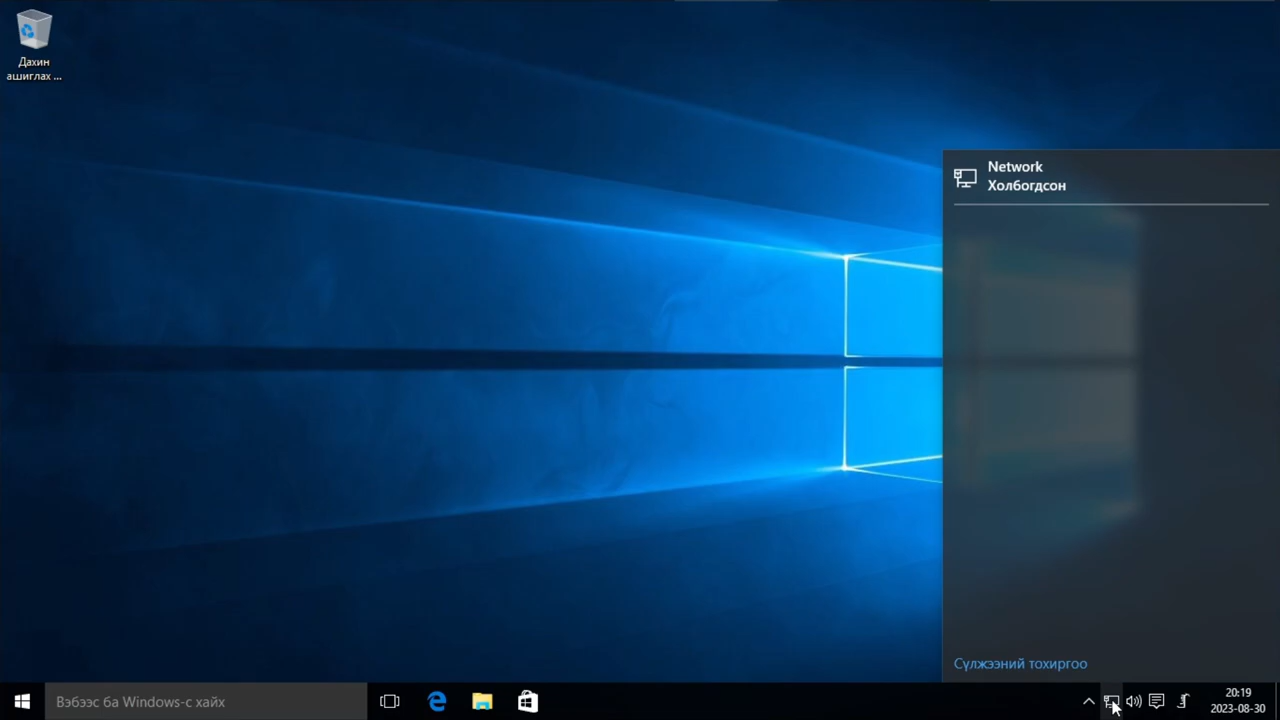 Дахин
ашиглах ...
Network
Холбогдсон
Сүлжээний тохиргоо
Вэбээс ба Windows-с хайх
20:19
2023-08-30